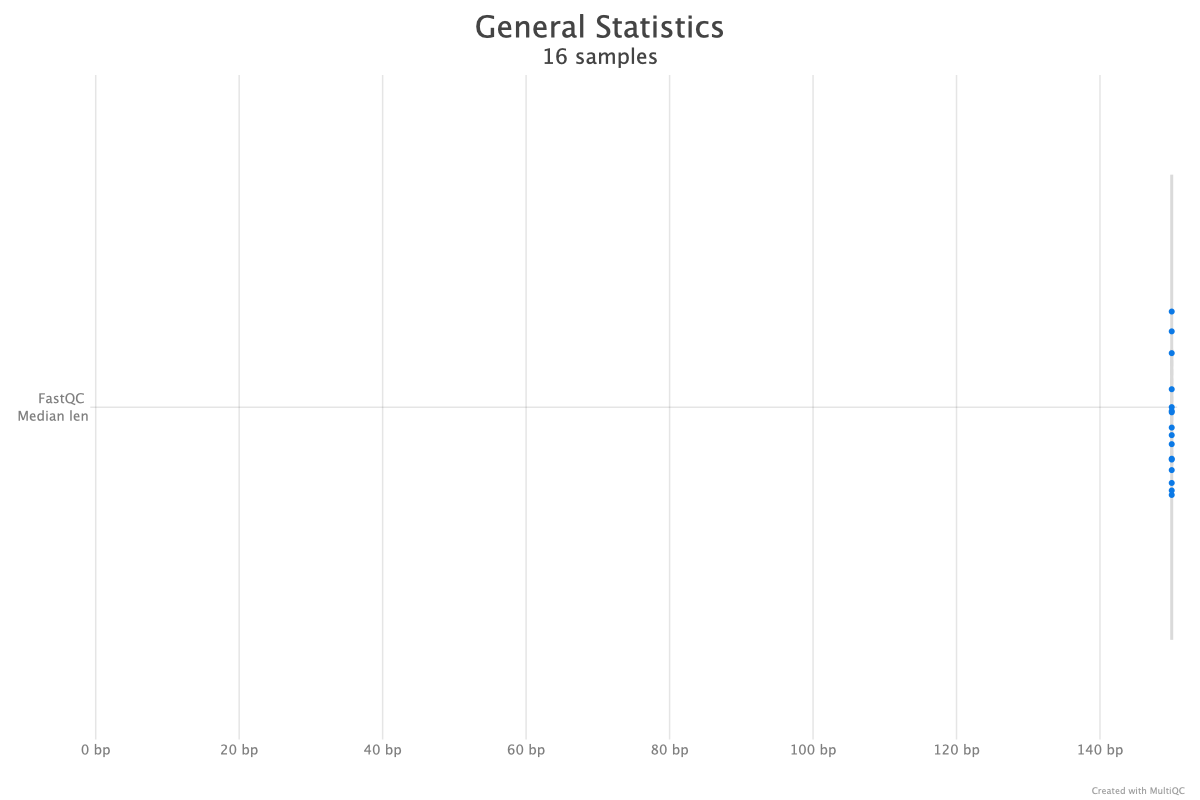 General Statistics
16 samples
FastQC
Median len
0 bp
20 bp
40 bp
60 bp
80 bp
100 bp
120 bp
140 bp
Created with MultiQC